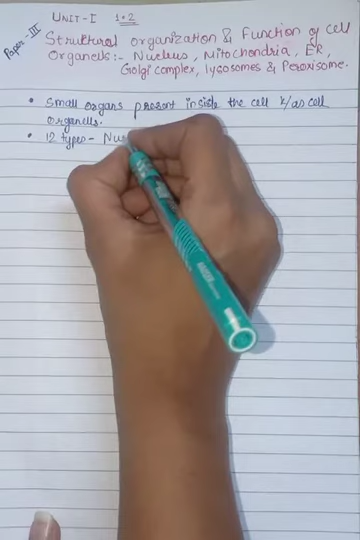 UNIT-I 1.2
Paper-III
Structural organization & Function of cell
Organells:- Nucleus, Mitochondria, ER,
Golgi complex, lysosomes & Peroxisome.
• Small organs present inside the cell k/as cell
organells.
• 12 types - Nuc